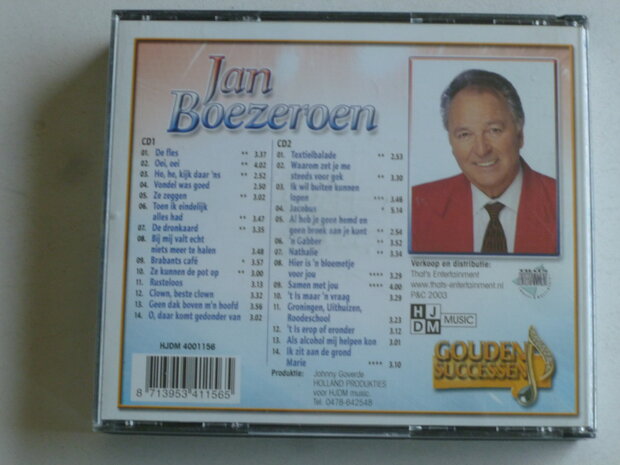 Jan
Boezeroen
CD1
01. De fles ** 3.37
02. Oei, oei ** 4.02
03. He, he, kijk daar 'ns ** 2.52
04. Vondel was goed 2.50
05. Ze zeggen ** 3.02
06. Toen ik eindelijk
alles had ** 3.47
07. De dronkaard ** 3.35
08. Bij mij valt echt
niets meer te halen 3.48
09. Brabants café * 3.57
10. Ze kunnen de pot op ** 3.00
11. Rusteloos 3.13
12. Clown, beste clown 3.32
13. Geen dak boven m'n hoofd 3.56
14. O, daar komt gedonder van 3.02
CD2
01. Textielbalade ** 2.53
02. Waarom zet je me
steeds voor gek ** 3.30
03. Ik wil buiten kunnen
lopen *** 3.48
04. Jacobus * 5.14
05. Al heb je geen hemd en
geen broek aan je kont ** 2.54
06. 'n Gabber ** 3.52
07. Nathalie ** 3.34
08. Hier is 'n bloemetje
voor jou **** 3.29
09. Samen met jou **** 4.00
10. 't Is maar 'n vraag 3.29
11. Groningen, Uithuizen,
Roodeschool 3.23
12. 't Is erop of eronder 3.12
13. Als alcohol mij helpen kon 3.01
14. Ik zit aan de grond
Marie **** 3.10
Verkoop en distributie:
That's Entertainment
www.thats-entertainment.nl
P&C 2003
HJ
DM MUSIC
GOUDEN
SUCCESSEN
HJDM 4001156
8 713953 411565
Produktie: Johnny Goverde
HOLLAND PRODUKTIES
voor HJDM music.
Tel: 0478-642548